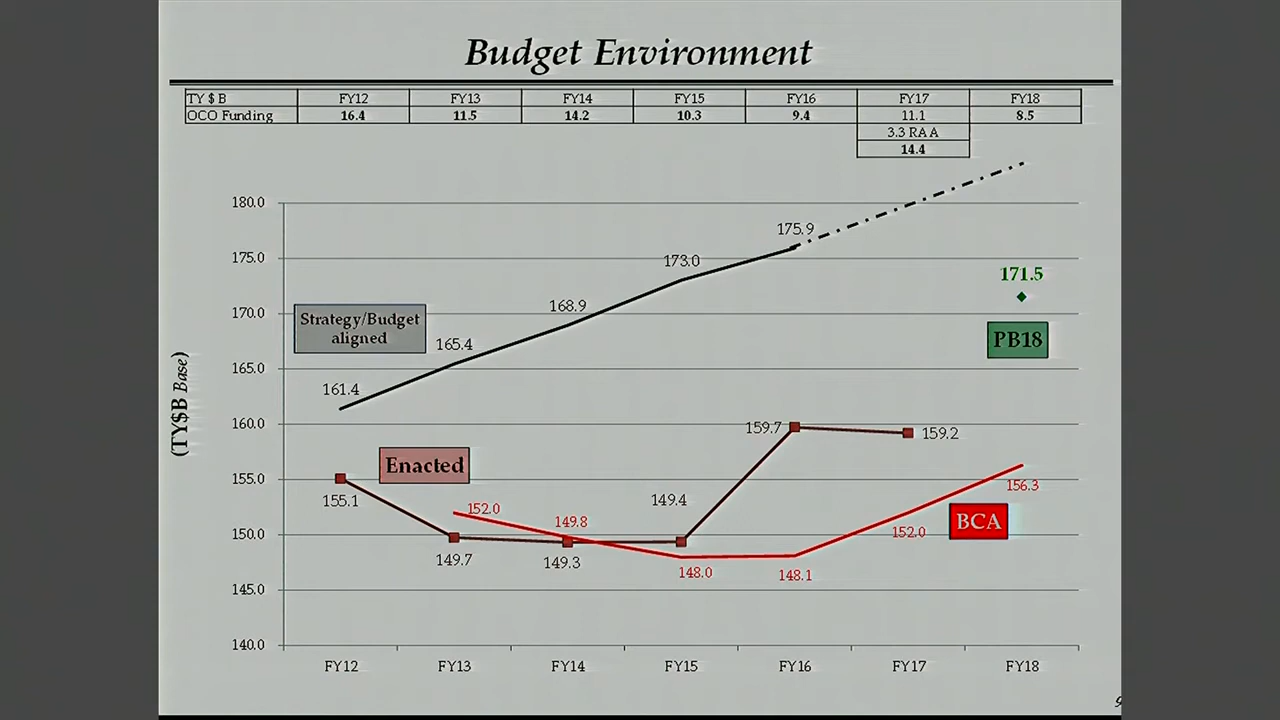 Budget Environment
TY $ B FY12 FY13 FY14 FY15 FY16 FY17 FY18
OCO Funding 16.4 11.5 14.2 10.3 9.4 11.1 8.5
3.3 RAA
14.4
180.0
175.0
170.0
165.0
160.0
155.0
150.0
145.0
140.0
(TY$B Base)
161.4
165.4
168.9
173.0
175.9
Strategy/Budget
aligned
171.5
PB18
Enacted
155.1
149.7
149.3
149.4
159.7
159.2
152.0
149.8
148.0
148.1
152.0
156.3
BCA
FY12 FY13 FY14 FY15 FY16 FY17 FY18
9